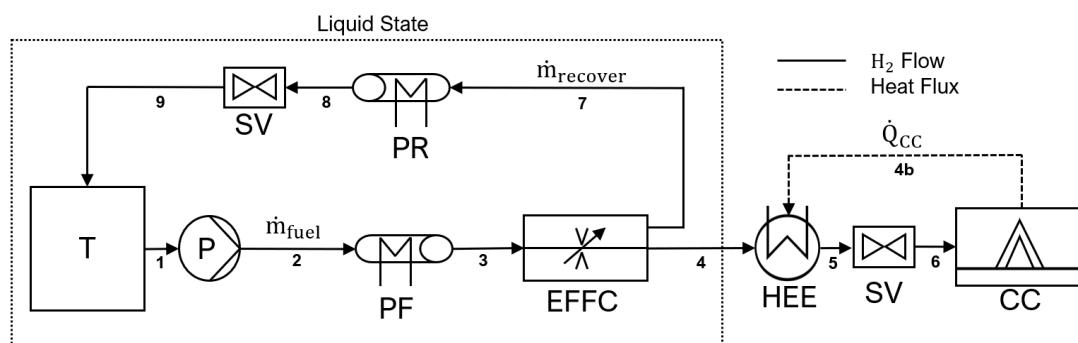 Liquid State
ṁrecover
H₂ Flow
Heat Flux
9
8
7
SV
PR
Q̇CC
4b
T
P
ṁfuel
1
2
3
4
5
6
PF
EFFC
HEE
SV
CC